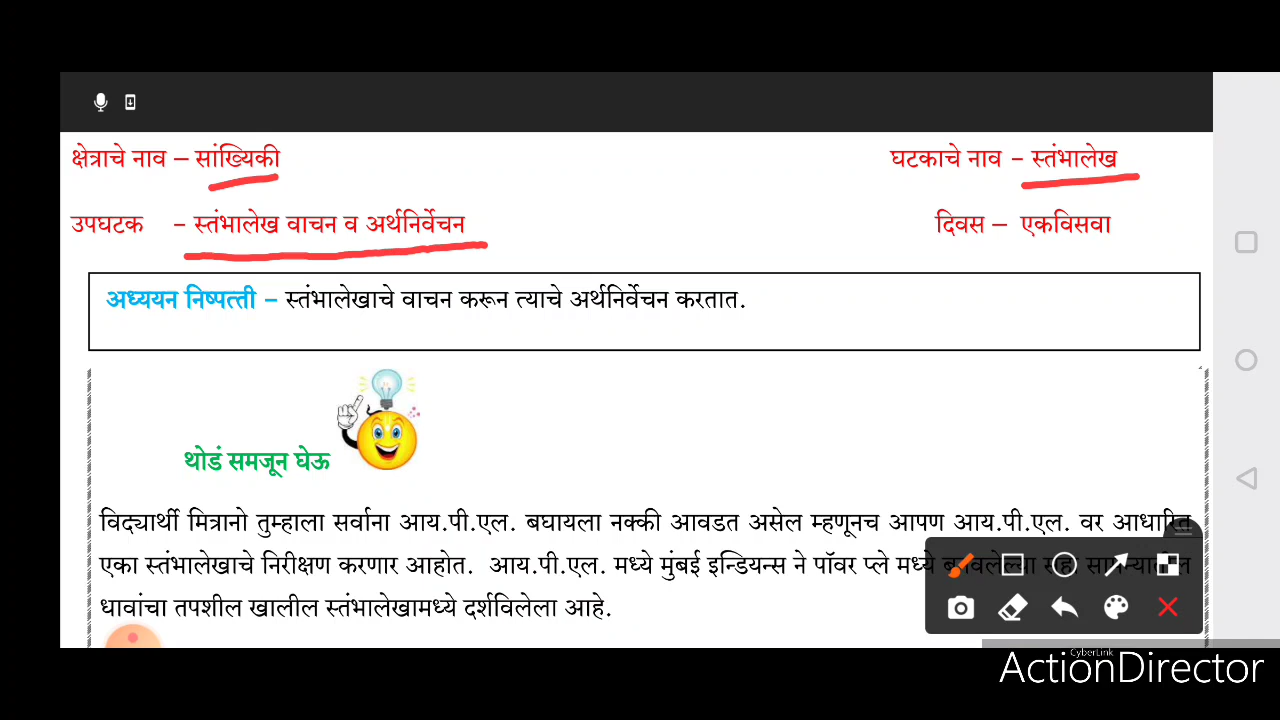 क्षेत्राचे नाव – सांख्यिकी
घटकाचे नाव – स्तंभालेख
उपघटक – स्तंभालेख वाचन व अर्थनिर्वेचन
दिवस – एकविसवा
अध्ययन निष्पत्ती – स्तंभालेखाचे वाचन करून त्याचे अर्थनिर्वेचन करतात.
थोडं समजून घेऊ
विद्यार्थी मित्रानो तुम्हाला सर्वाना आय.पी.एल. बघायला नक्की आवडत असेल म्हणूनच आपण आय.पी.एल. वर आधारित
एका स्तंभालेखाचे निरीक्षण करणार आहोत. आय.पी.एल. मध्ये मुंबई इन्डियन्स ने पॉवर प्ले मध्ये
धावांचा तपशील खालील स्तंभालेखामध्ये दर्शविलेला आहे.
CyberLink
ActionDirector